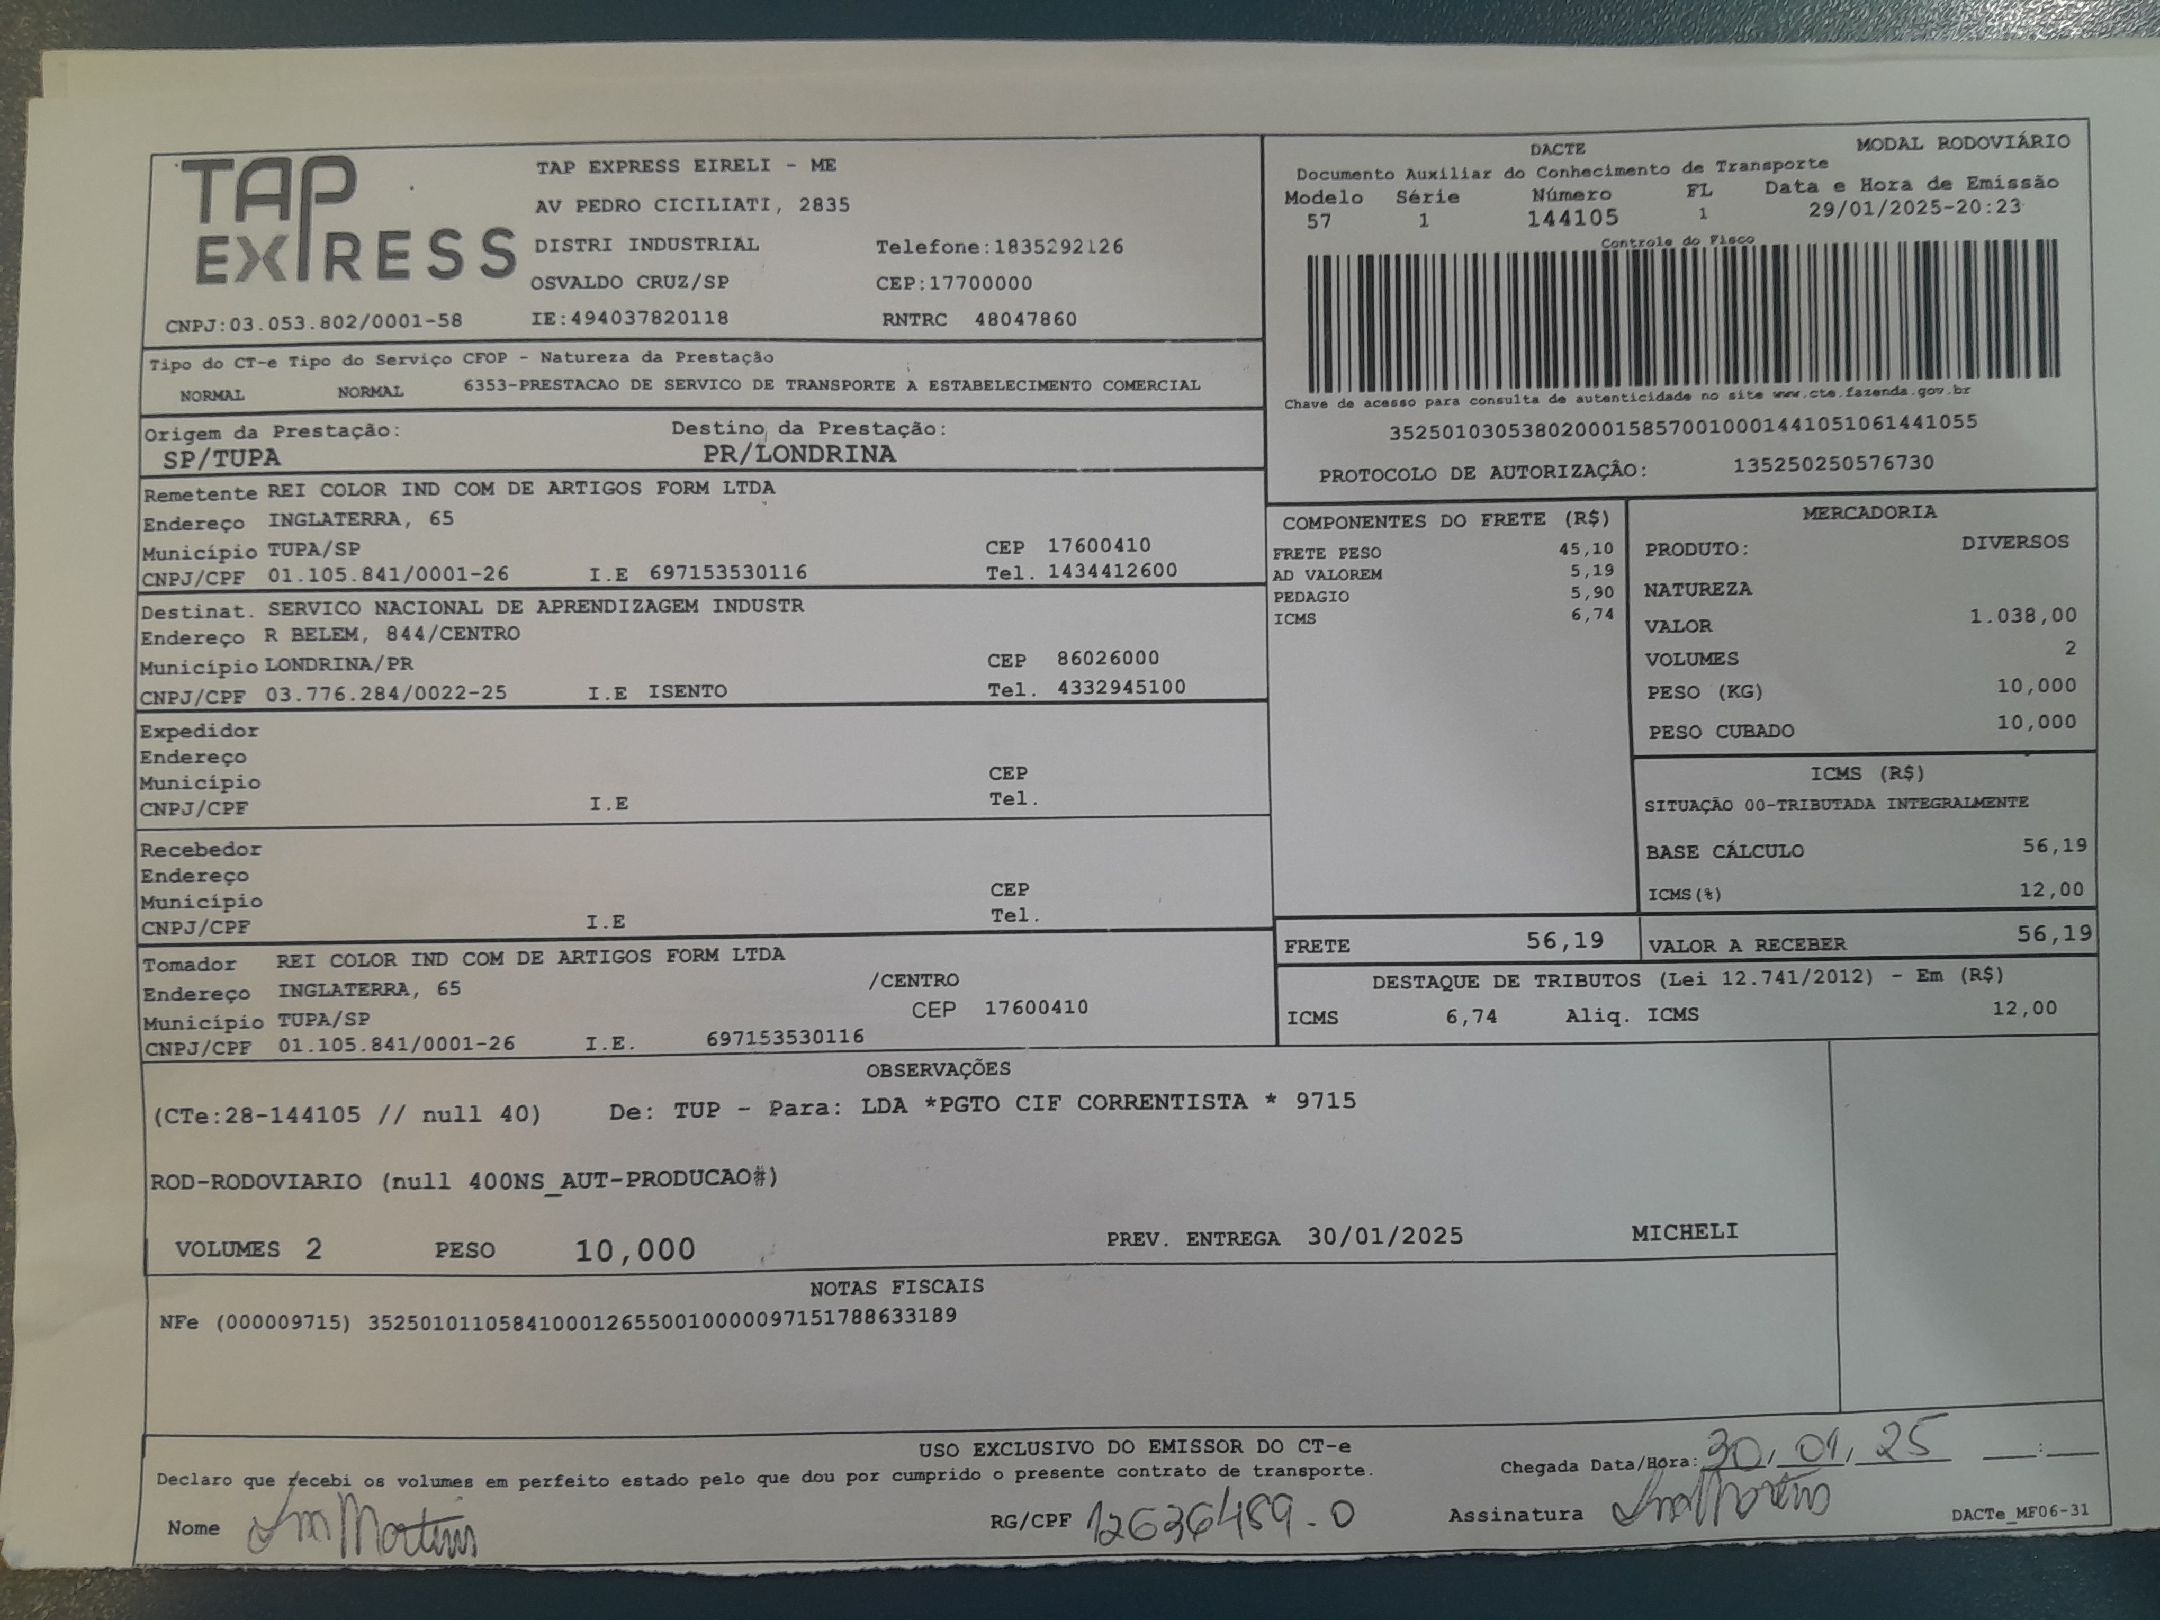 TAP EXPRESS
TAP EXPRESS EIRELI - ME
AV PEDRO CICILIATI, 2835
DISTRI INDUSTRIAL Telefone:1835292126
OSVALDO CRUZ/SP CEP:17700000
CNPJ:03.053.802/0001-58 IE:494037820118 RNTRC 48047860
DACTE MODAL RODOVIÁRIO
Documento Auxiliar do Conhecimento de Transporte
Modelo Série Número FL Data e Hora de Emissão
57 1 144105 1 29/01/2025-20:23
Controle do Fisco
Chave de acesso para consulta de autenticidade no site www.cte.fazenda.gov.br
35250103053802000158570010001441051061441055
PROTOCOLO DE AUTORIZAÇÃO: 135250250576730
Tipo do CT-e Tipo do Serviço CFOP - Natureza da Prestação
NORMAL NORMAL 6353-PRESTACAO DE SERVICO DE TRANSPORTE A ESTABELECIMENTO COMERCIAL
Origem da Prestação: Destino da Prestação:
SP/TUPA PR/LONDRINA
Remetente REI COLOR IND COM DE ARTIGOS FORM LTDA
Endereço INGLATERRA, 65
Município TUPA/SP CEP 17600410
CNPJ/CPF 01.105.841/0001-26 I.E 697153530116 Tel. 1434412600
Destinat. SERVICO NACIONAL DE APRENDIZAGEM INDUSTR
Endereço R BELEM, 844/CENTRO
Município LONDRINA/PR CEP 86026000
CNPJ/CPF 03.776.284/0022-25 I.E ISENTO Tel. 4332945100
Expedidor
Endereço
Município CEP
CNPJ/CPF I.E Tel.
Recebedor
Endereço
Município CEP
CNPJ/CPF I.E Tel.
Tomador REI COLOR IND COM DE ARTIGOS FORM LTDA
Endereço INGLATERRA, 65 /CENTRO
Município TUPA/SP CEP 17600410
CNPJ/CPF 01.105.841/0001-26 I.E. 697153530116
COMPONENTES DO FRETE (R$)
FRETE PESO 45,10
AD VALOREM 5,19
PEDAGIO 5,90
ICMS 6,74
MERCADORIA
PRODUTO: DIVERSOS
NATUREZA
VALOR 1.038,00
VOLUMES 2
PESO (KG) 10,000
PESO CUBADO 10,000
ICMS (R$)
SITUAÇÃO 00-TRIBUTADA INTEGRALMENTE
BASE CÁLCULO 56,19
ICMS(%) 12,00
FRETE 56,19 VALOR A RECEBER 56,19
DESTAQUE DE TRIBUTOS (Lei 12.741/2012) - Em (R$)
ICMS 6,74 Aliq. ICMS 12,00
OBSERVAÇÕES
(CTe:28-144105 // null 40) De: TUP - Para: LDA *PGTO CIF CORRENTISTA * 9715
ROD-RODOVIARIO (null 400NS_AUT-PRODUCAO#)
VOLUMES 2 PESO 10,000 PREV. ENTREGA 30/01/2025 MICHELI
NOTAS FISCAIS
NFe (000009715) 35250101105841000126550010000097151788633189
USO EXCLUSIVO DO EMISSOR DO CT-e
Declaro que recebi os volumes em perfeito estado pelo que dou por cumprido o presente contrato de transporte.
Chegada Data/Hora: 30/01/25 __:__
Nome Ana Martins RG/CPF 12636489-0 Assinatura
DACTe_MF06-31